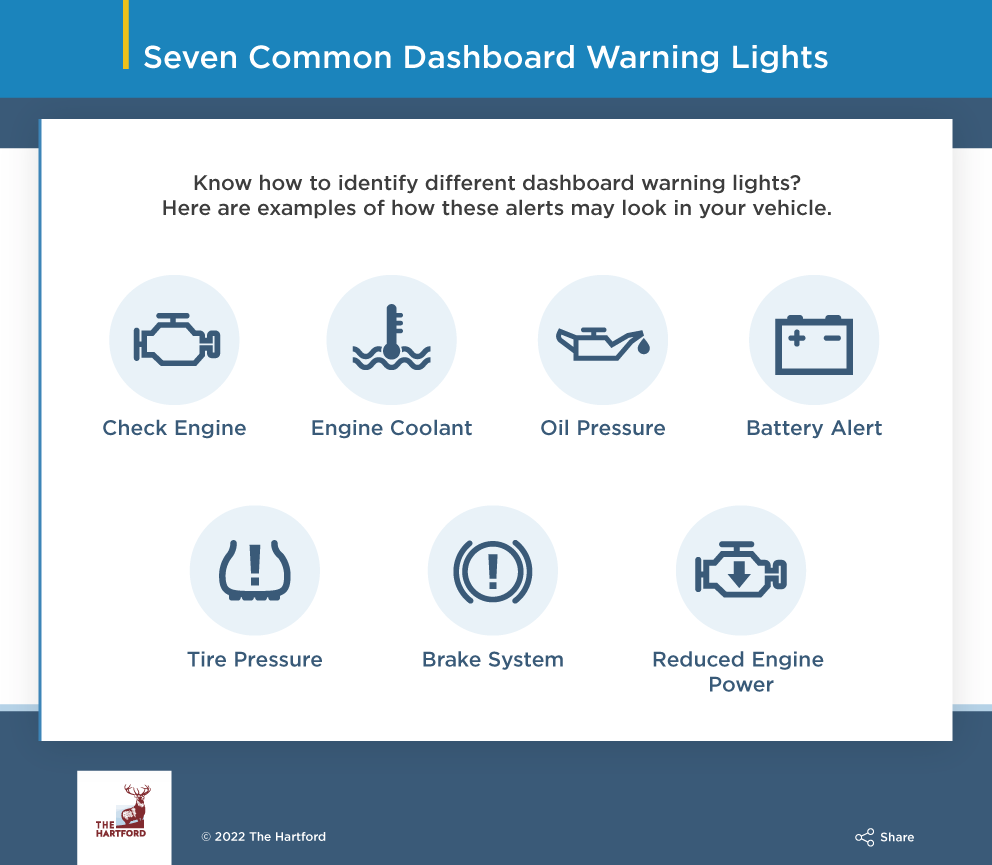 Seven Common Dashboard Warning Lights
Know how to identify different dashboard warning lights?
Here are examples of how these alerts may look in your vehicle.
Check Engine
Engine Coolant
Oil Pressure
Battery Alert
Tire Pressure
Brake System
Reduced Engine
Power
THE
HARTFORD
© 2022 The Hartford
Share